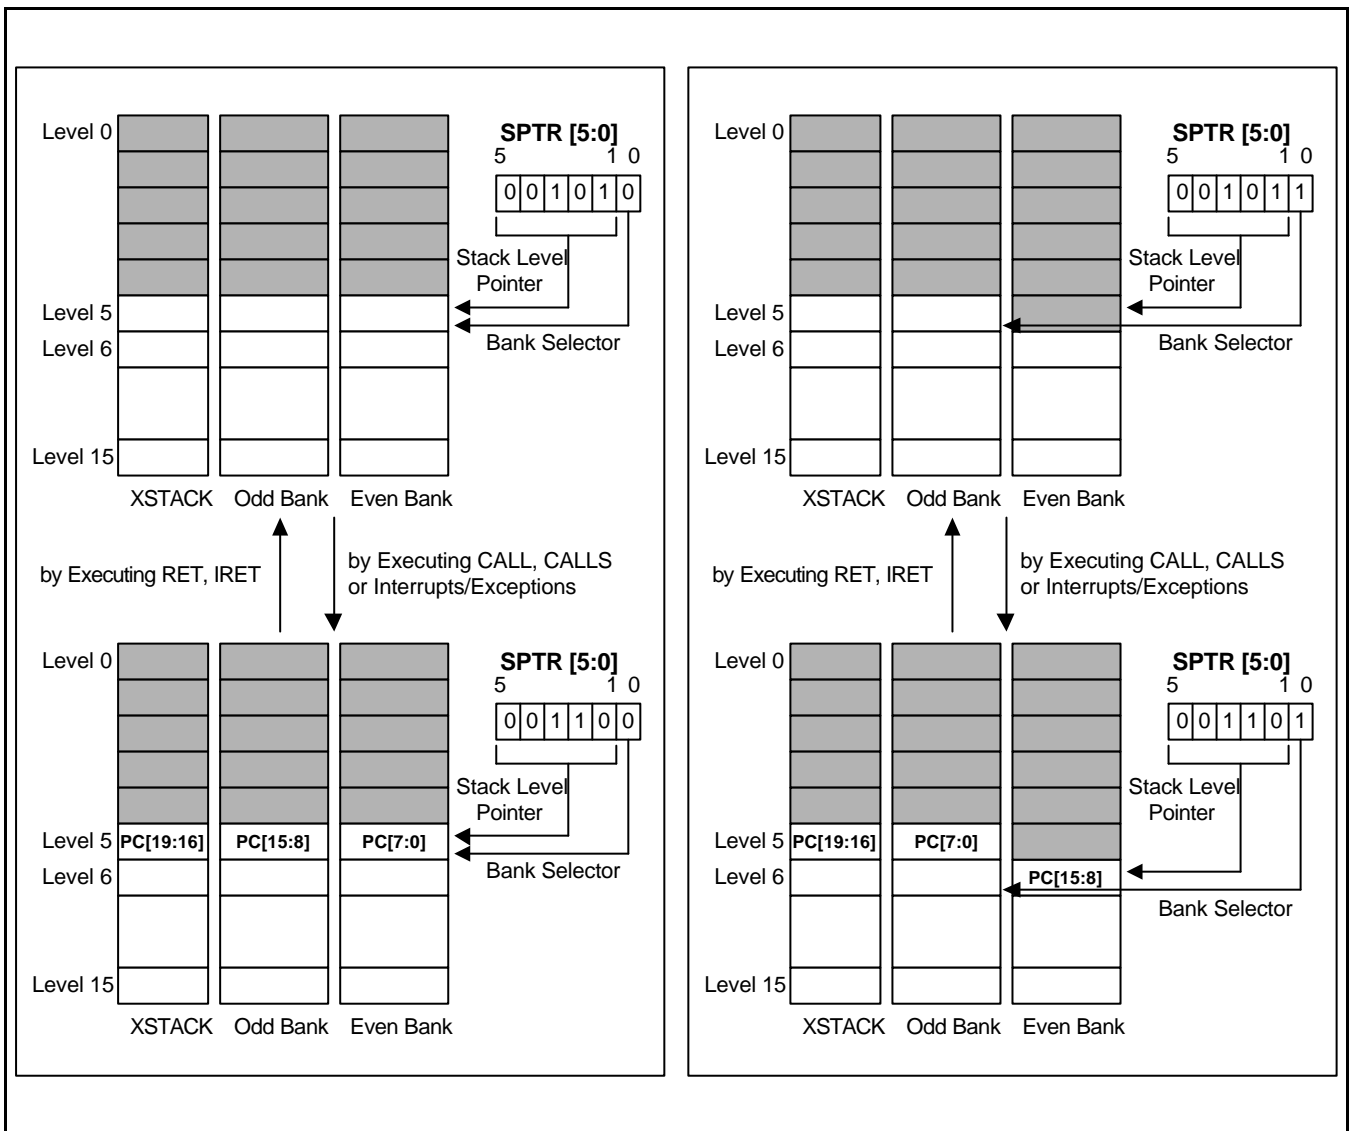 Level 0
SPTR [5:0]
5 1 0
0 0 1 0 1 0
Stack Level
Pointer
Level 5
Bank Selector
Level 6
Level 15
XSTACK Odd Bank Even Bank
by Executing RET, IRET
by Executing CALL, CALLS
or Interrupts/Exceptions
Level 0
SPTR [5:0]
5 1 0
0 0 1 1 0 0
Stack Level
Pointer
Level 5 PC[19:16] PC[15:8] PC[7:0]
Bank Selector
Level 6
Level 15
XSTACK Odd Bank Even Bank
Level 0
SPTR [5:0]
5 1 0
0 0 1 0 1 1
Stack Level
Pointer
Level 5
Bank Selector
Level 6
Level 15
XSTACK Odd Bank Even Bank
by Executing RET, IRET
by Executing CALL, CALLS
or Interrupts/Exceptions
Level 0
SPTR [5:0]
5 1 0
0 0 1 1 0 1
Stack Level
Pointer
Level 5 PC[19:16] PC[7:0]
Level 6 PC[15:8]
Bank Selector
Level 15
XSTACK Odd Bank Even Bank